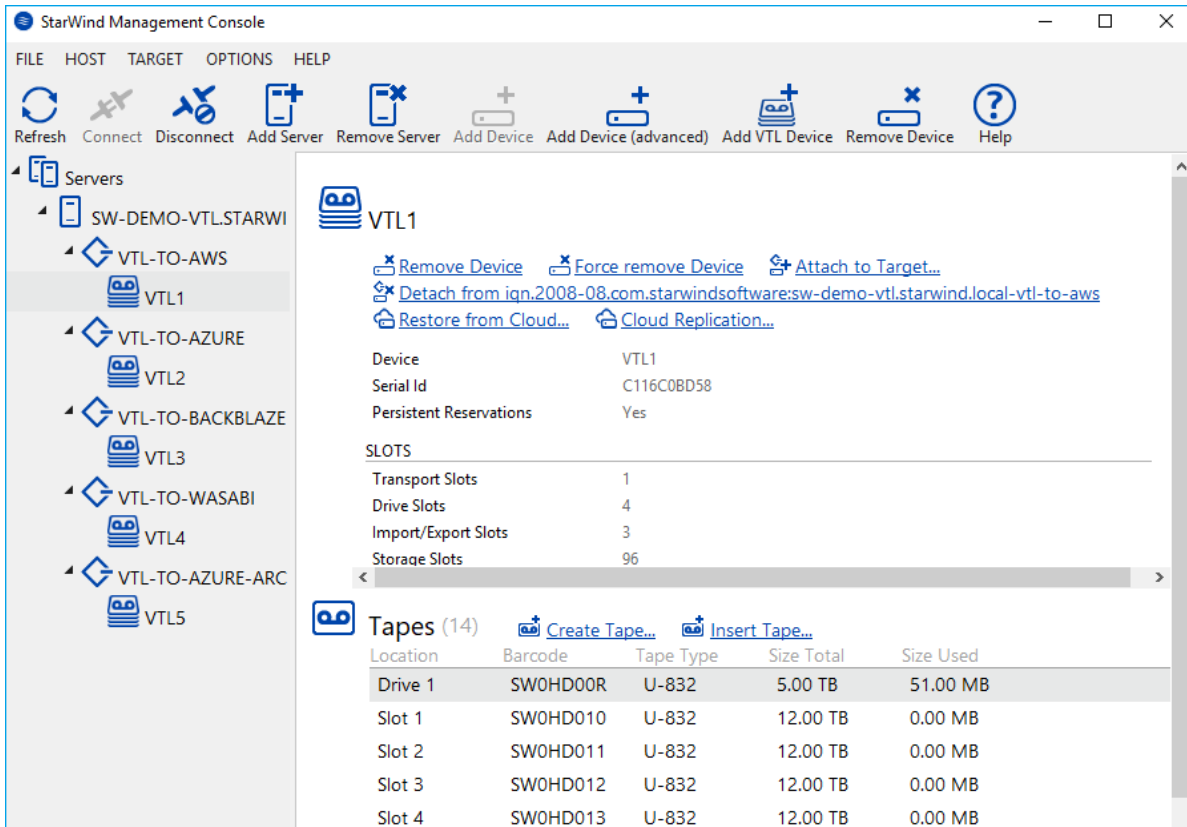 StarWind Management Console
FILE HOST TARGET OPTIONS HELP
Refresh Connect Disconnect Add Server Remove Server Add Device Add Device (advanced) Add VTL Device Remove Device Help
Servers
SW-DEMO-VTL.STARWI
VTL-TO-AWS
VTL1
VTL-TO-AZURE
VTL2
VTL-TO-BACKBLAZE
VTL3
VTL-TO-WASABI
VTL4
VTL-TO-AZURE-ARC
VTL5
VTL1
Remove Device Force remove Device Attach to Target...
Detach from iqn.2008-08.com.starwindsoftware:sw-demo-vtl.starwind.local-vtl-to-aws
Restore from Cloud... Cloud Replication...
Device VTL1
Serial Id C116C0BD58
Persistent Reservations Yes
SLOTS
Transport Slots 1
Drive Slots 4
Import/Export Slots 3
Storage Slots 96
Tapes (14) Create Tape... Insert Tape...
Location Barcode Tape Type Size Total Size Used
Drive 1 SW0HD00R U-832 5.00 TB 51.00 MB
Slot 1 SW0HD010 U-832 12.00 TB 0.00 MB
Slot 2 SW0HD011 U-832 12.00 TB 0.00 MB
Slot 3 SW0HD012 U-832 12.00 TB 0.00 MB
Slot 4 SW0HD013 U-832 12.00 TB 0.00 MB